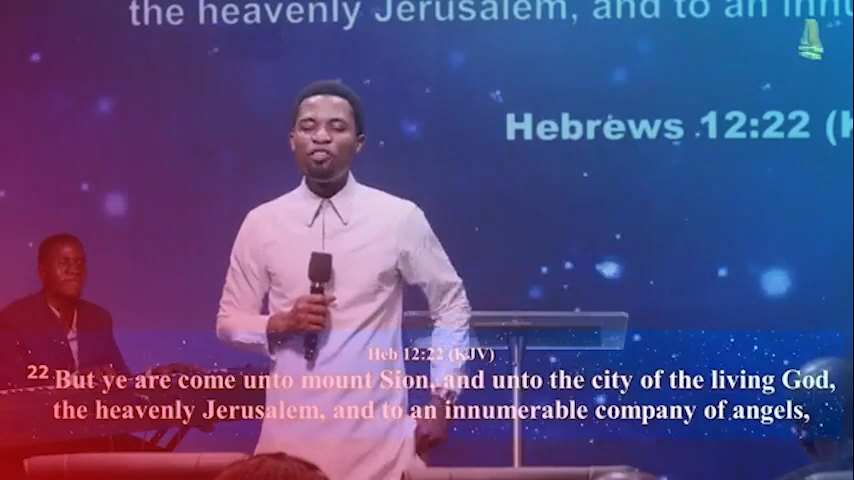 the heavenly Jerusalem, and to an innu
Hebrews 12:22 (K
Heb 12:22 (KJV)
22 But ye are come unto mount Sion, and unto the city of the living God,
the heavenly Jerusalem, and to an innumerable company of angels,